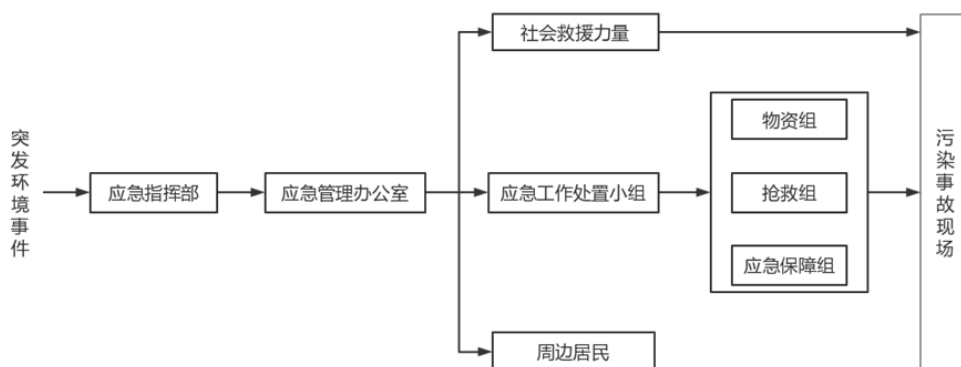 突发环境事件
应急指挥部
应急管理办公室
社会救援力量
应急工作处置小组
周边居民
物资组
抢救组
应急保障组
污染事故现场